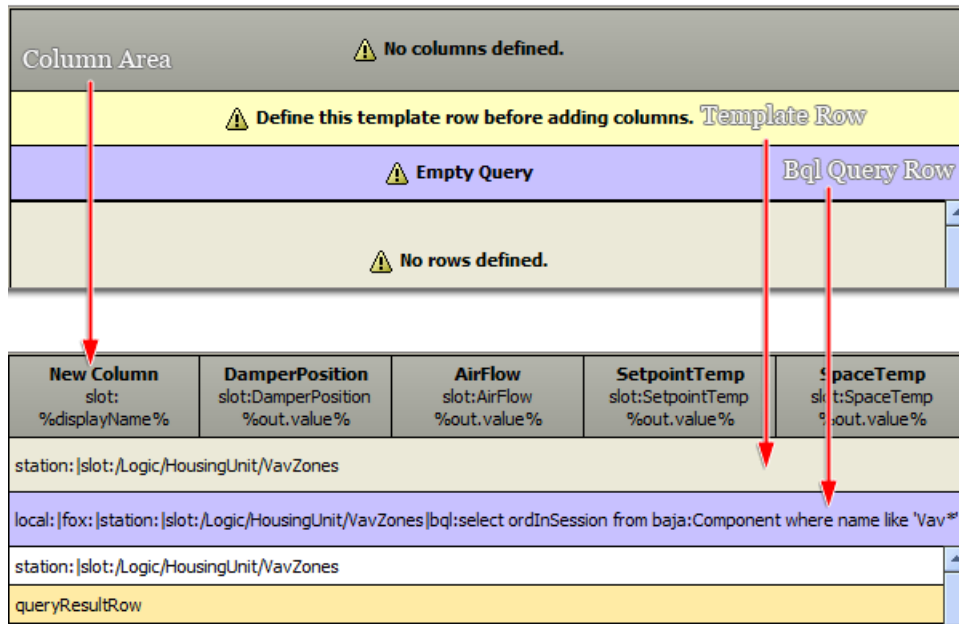 No columns defined.
Column Area
Define this template row before adding columns. Template Row
Empty Query Bql Query Row
No rows defined.
New Column DamperPosition AirFlow SetpointTemp SpaceTemp
slot: slot:DamperPosition slot:AirFlow slot:SetpointTemp slot:SpaceTemp
%displayName% %out.value% %out.value% %out.value% %out.value%
station:|slot:/Logic/HousingUnit/VavZones
local:|fox:|station:|slot:/Logic/HousingUnit/VavZones|bql:select ordInSession from baja:Component where name like 'Vav*'
station:|slot:/Logic/HousingUnit/VavZones
queryResultRow